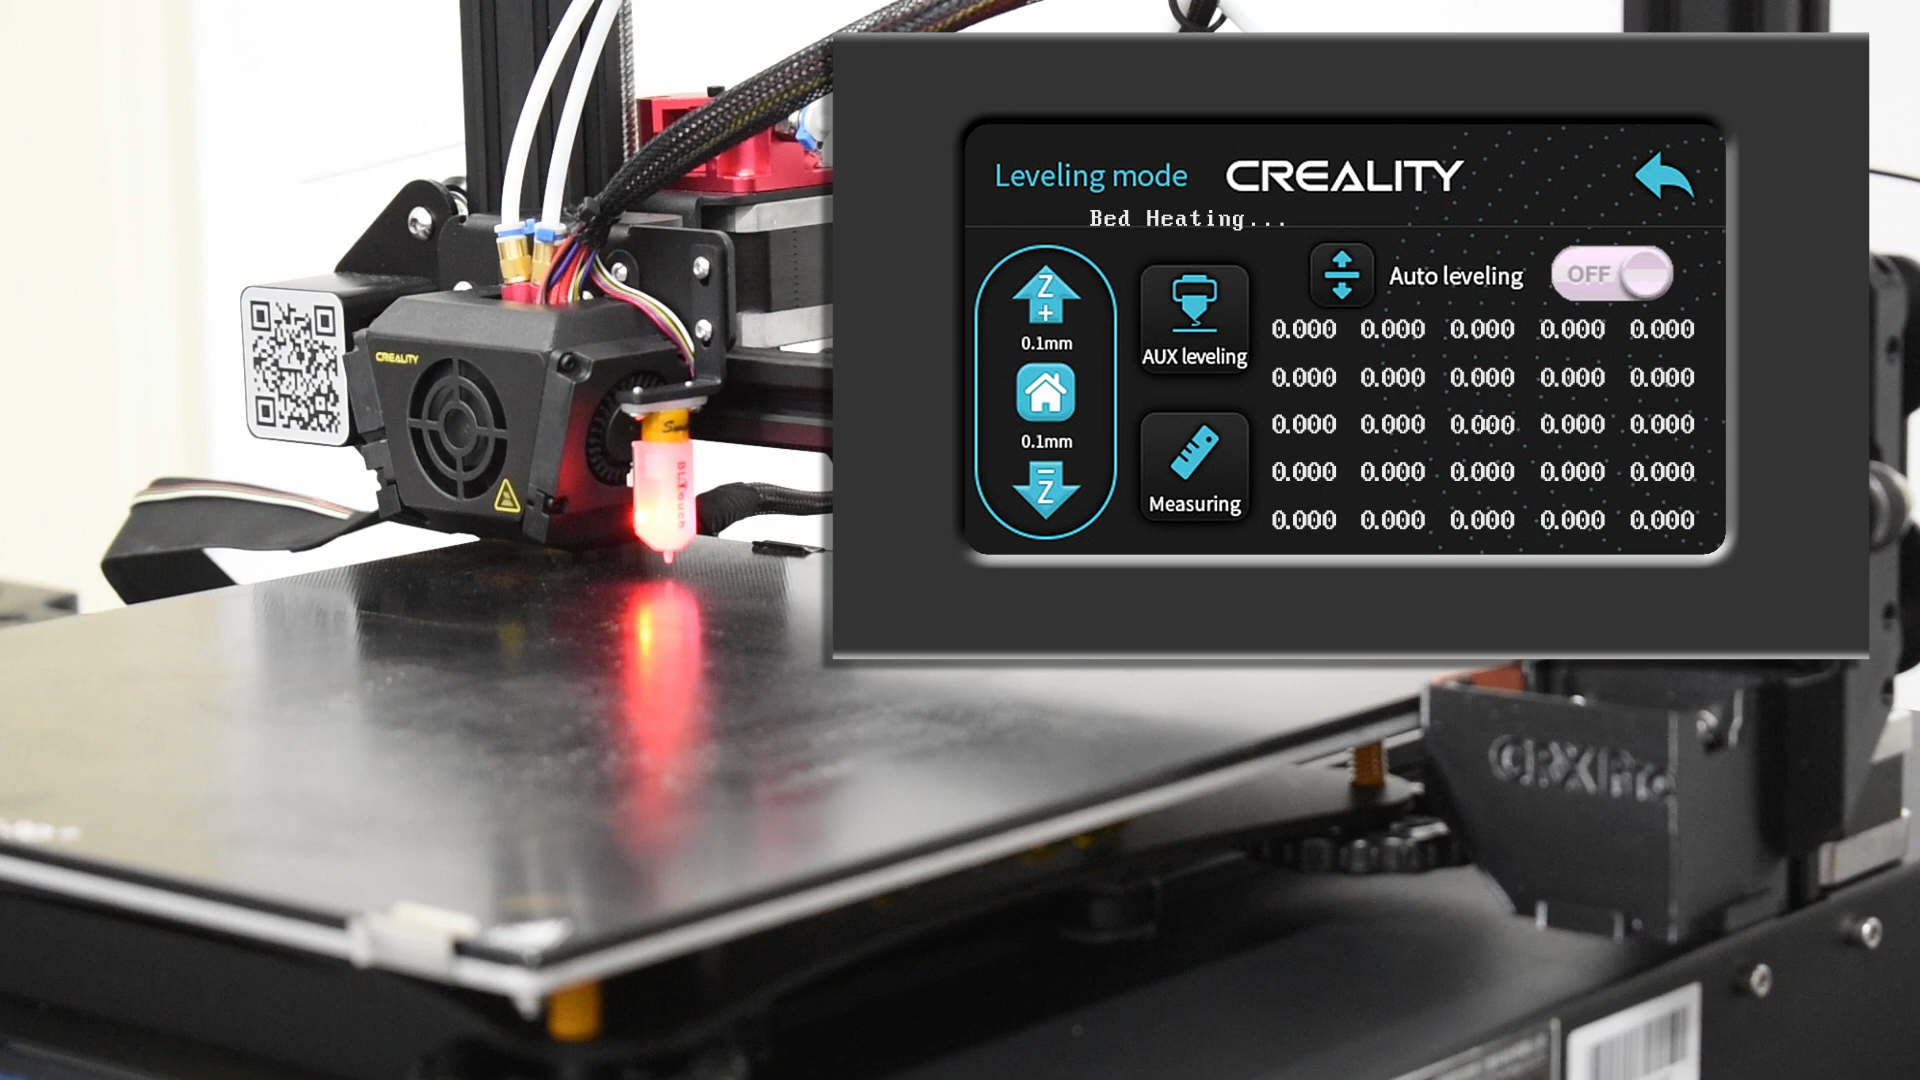 Leveling mode
CREALITY
Bed Heating...
Z
+
0.1mm
0.1mm
Z
AUX leveling
Measuring
Auto leveling
OFF
0.000 0.000 0.000 0.000 0.000
0.000 0.000 0.000 0.000 0.000
0.000 0.000 0.000 0.000 0.000
0.000 0.000 0.000 0.000 0.000
0.000 0.000 0.000 0.000 0.000
CREALITY
BLTouch